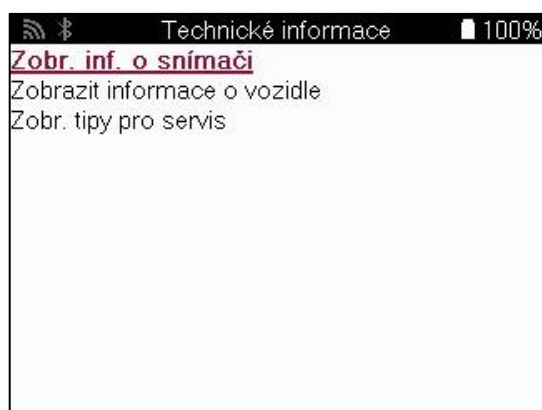 Technické informace 100%
Zobr. inf. o snímači
Zobrazit informace o vozidle
Zobr. tipy pro servis